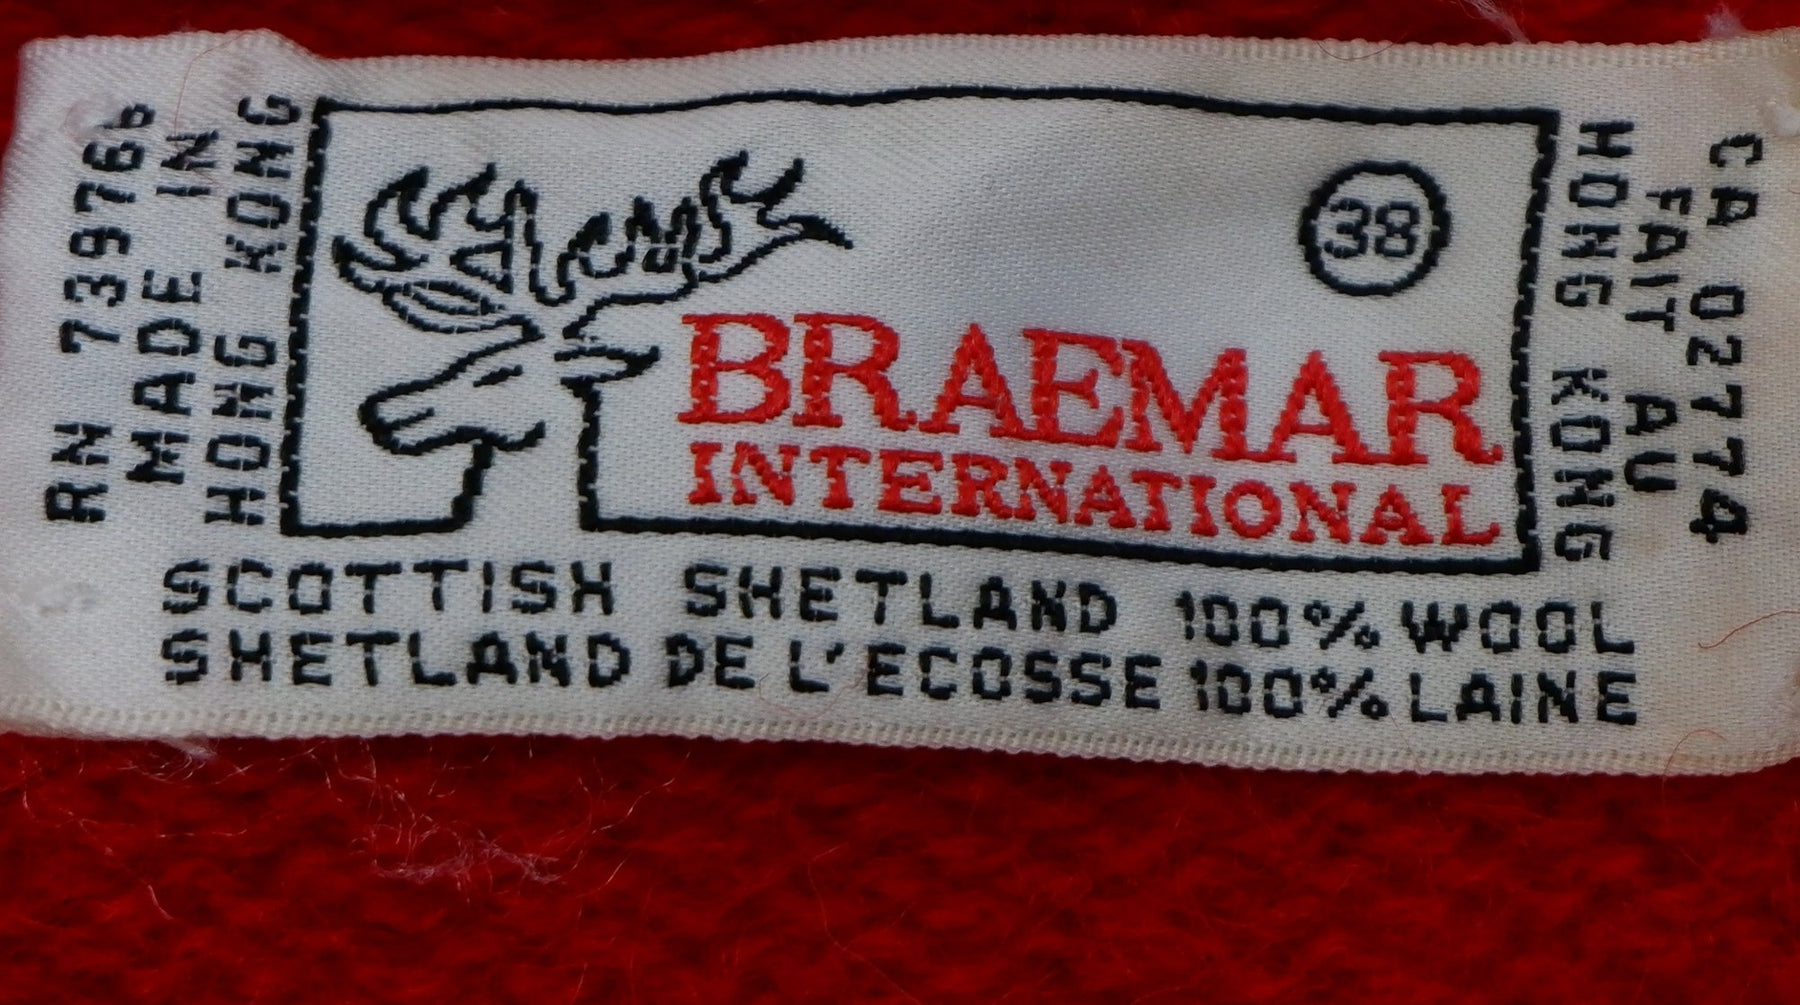 RN 73976
MADE IN
HONG KONG
38
BRAEMAR
INTERNATIONAL
SCOTTISH SHETLAND 100% WOOL
SHETLAND DE L'ECOSSE 100% LAINE
CA 02774
FAIT AU
HONG KONG